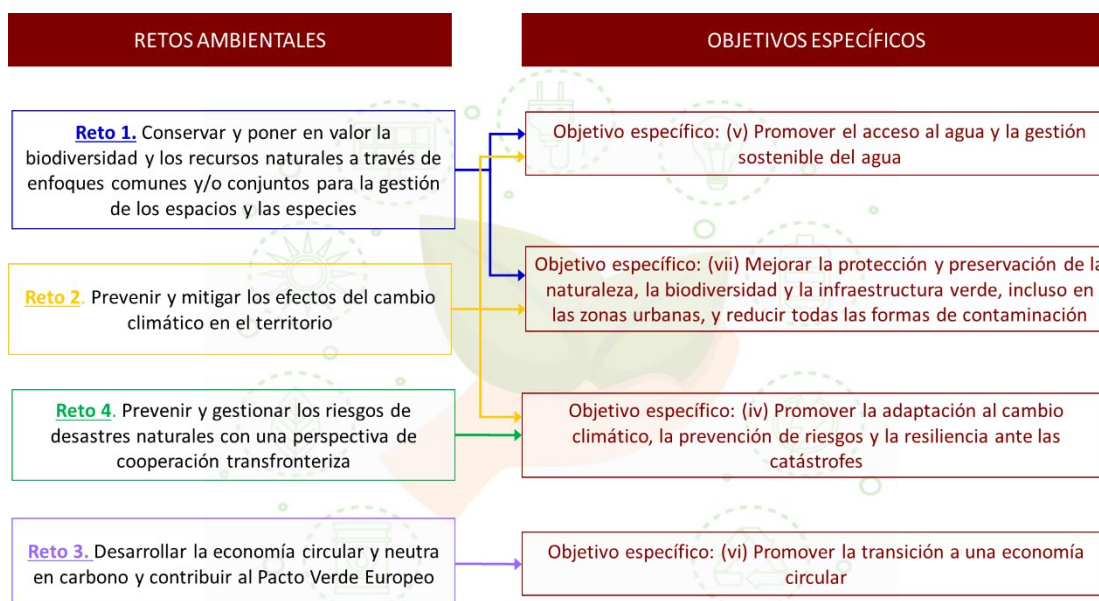 RETOS AMBIENTALES
OBJETIVOS ESPECÍFICOS
Reto 1. Conservar y poner en valor la
biodiversidad y los recursos naturales a través de
enfoques comunes y/o conjuntos para la gestión
de los espacios y las especies
Objetivo específico: (v) Promover el acceso al agua y la gestión
sostenible del agua
Reto 2. Prevenir y mitigar los efectos del cambio
climático en el territorio
Objetivo específico: (vii) Mejorar la protección y preservación de la
naturaleza, la biodiversidad y la infraestructura verde, incluso en
las zonas urbanas, y reducir todas las formas de contaminación
Reto 4. Prevenir y gestionar los riesgos de
desastres naturales con una perspectiva de
cooperación transfronteriza
Objetivo específico: (iv) Promover la adaptación al cambio
climático, la prevención de riesgos y la resiliencia ante las
catástrofes
Reto 3. Desarrollar la economía circular y neutra
en carbono y contribuir al Pacto Verde Europeo
Objetivo específico: (vi) Promover la transición a una economía
circular